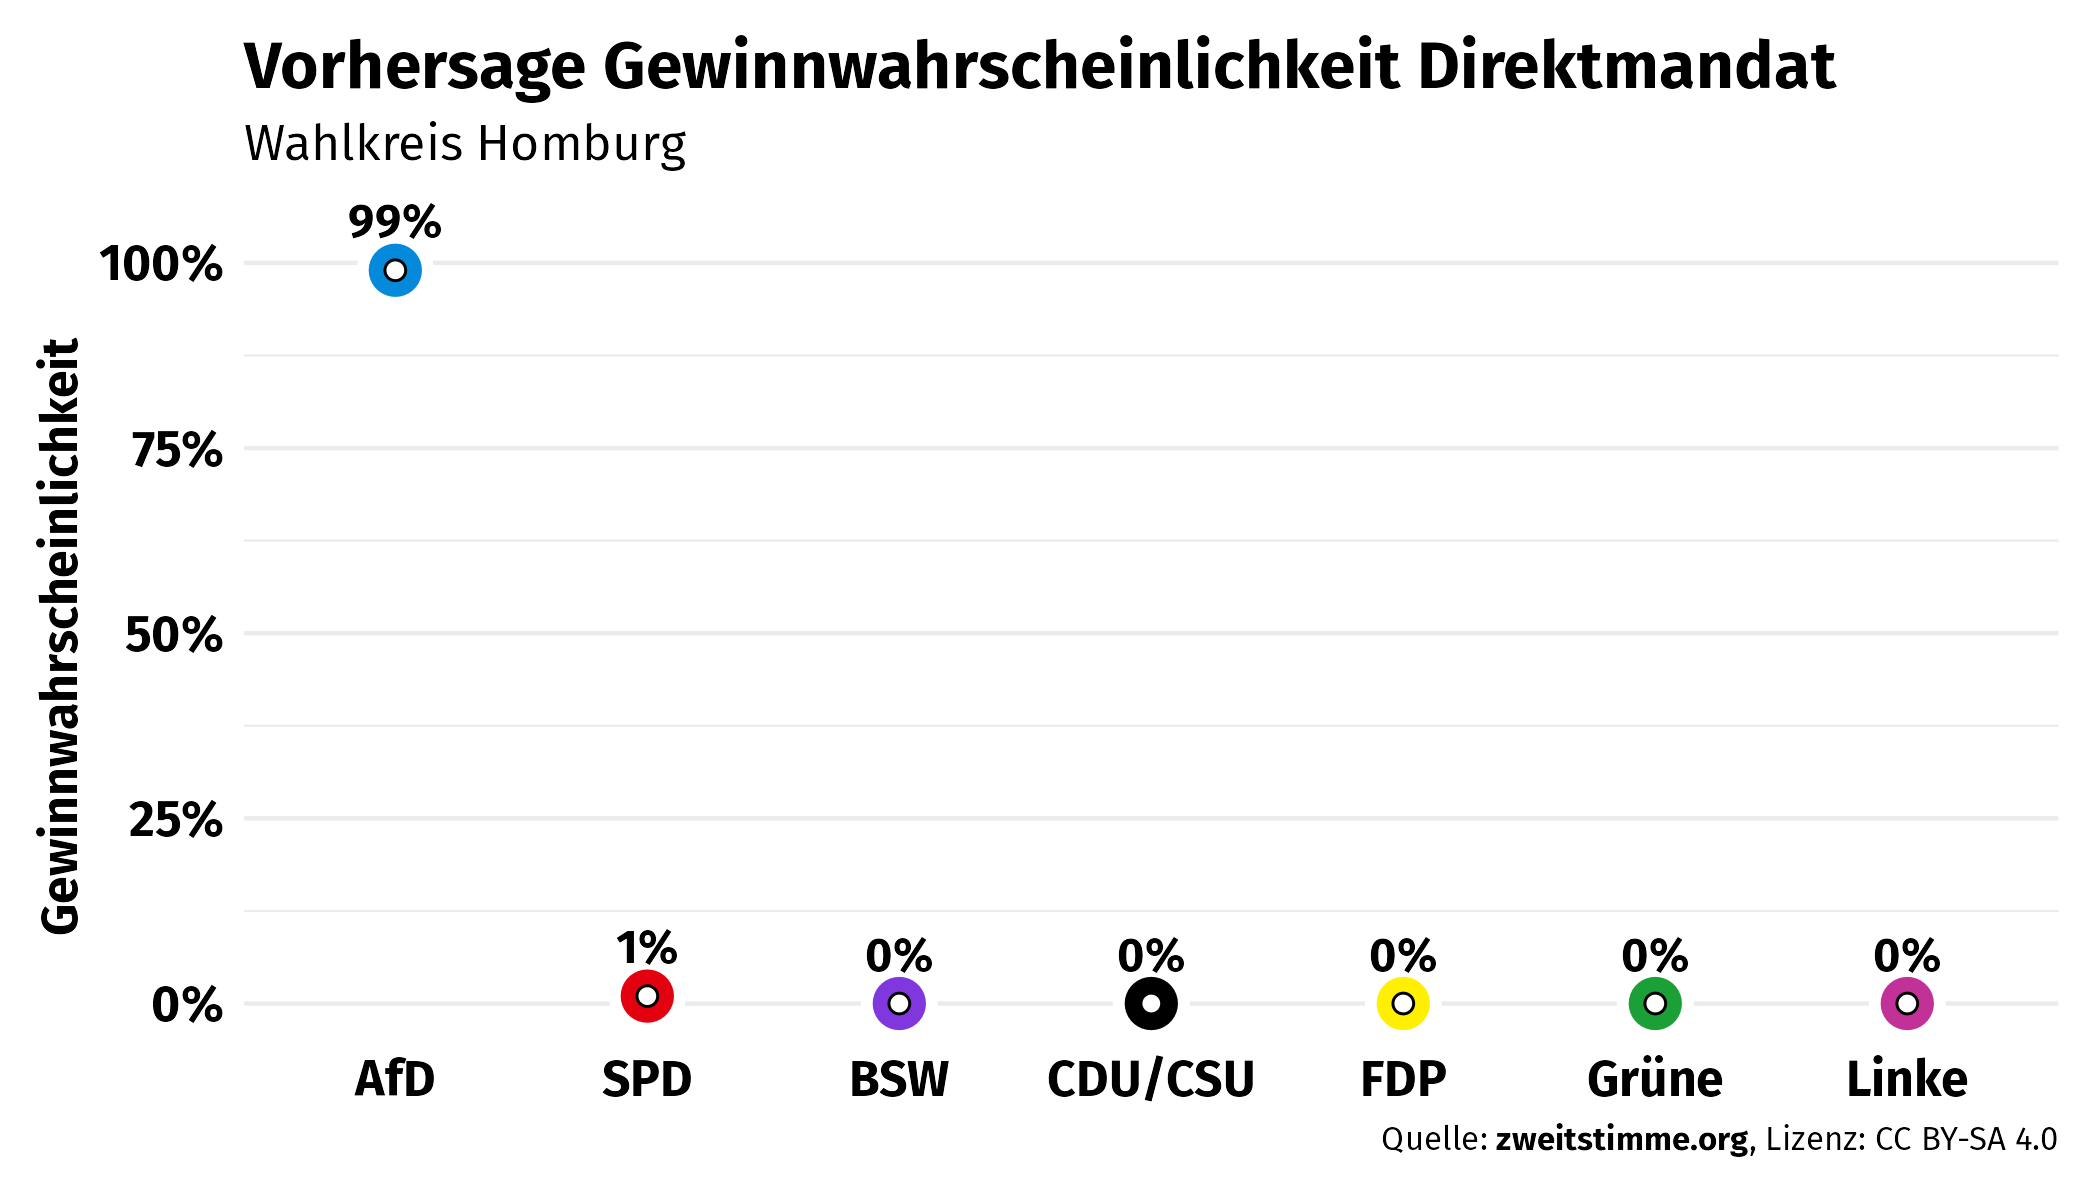 Vorhersage Gewinnwahrscheinlichkeit Direktmandat
Wahlkreis Homburg
Gewinnwahrscheinlichkeit
100%
75%
50%
25%
0%
99%
1%
0%
0%
0%
0%
0%
AfD
SPD
BSW
CDU/CSU
FDP
Grüne
Linke
Quelle: zweitstimme.org, Lizenz: CC BY-SA 4.0